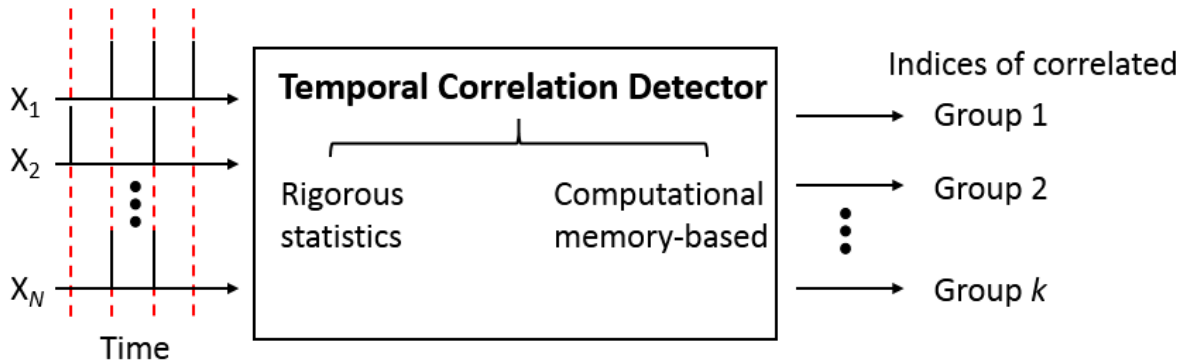 X1
X2
XN
Time
Temporal Correlation Detector
Rigorous
statistics
Computational
memory-based
Indices of correlated
Group 1
Group 2
Group k